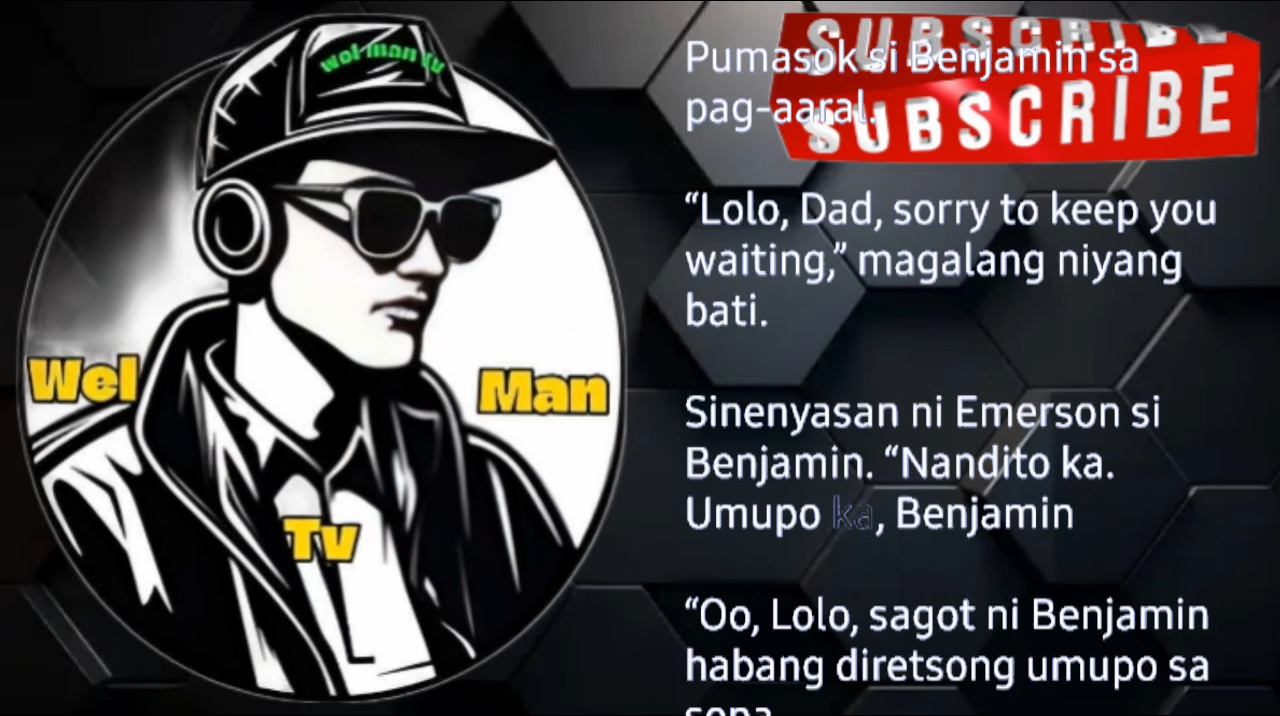 wel man tv
Wel
Man
Tv
SUBSCRIBE
SUBSCRIBE
Pumasok si Benjamin sa
pag-aaral.
“Lolo, Dad, sorry to keep you
waiting,” magalang niyang
bati.
Sinenyasan ni Emerson si
Benjamin. “Nandito ka.
Umupo ka, Benjamin
“Oo, Lolo, sagot ni Benjamin
habang diretsong umupo sa
sopa